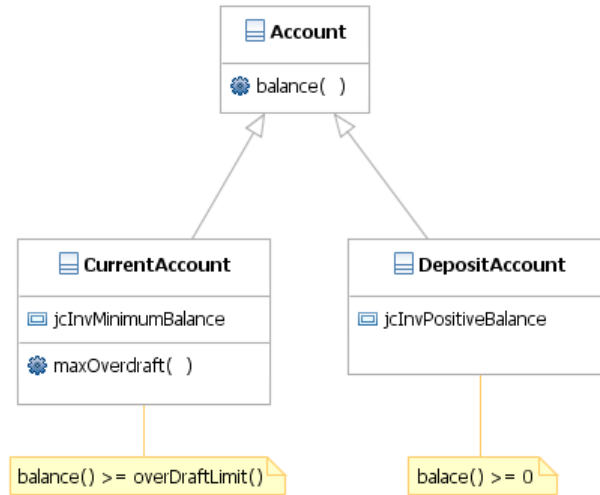 Account
balance( )
CurrentAccount
jcInvMinimumBalance
maxOverdraft( )
DepositAccount
jcInvPositiveBalance
balance() >= overDraftLimit()
balace() >= 0